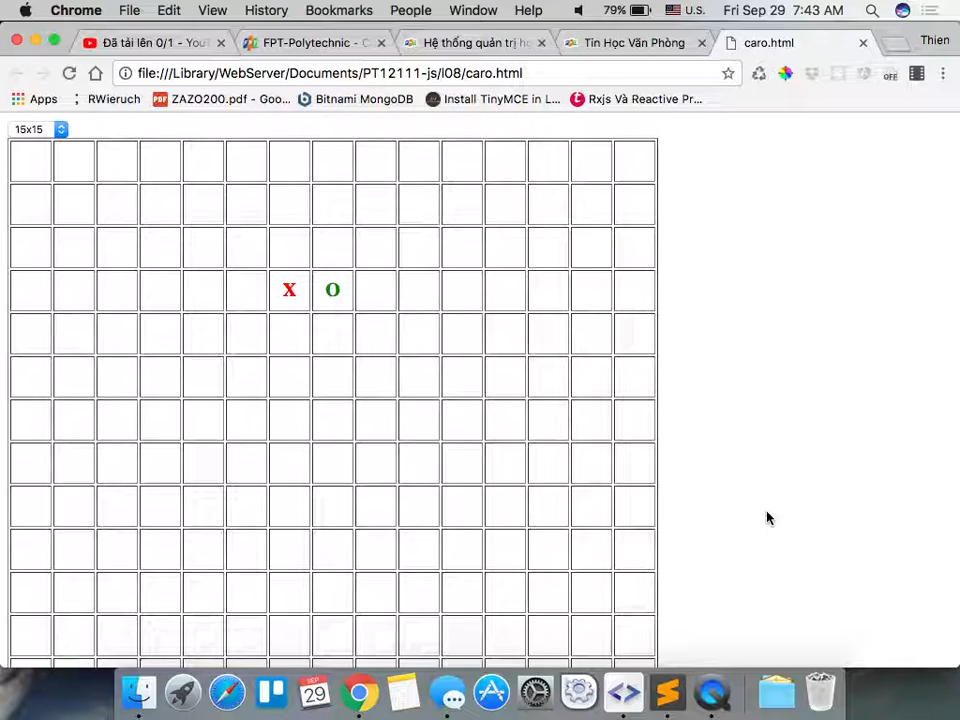 Chrome File Edit View History Bookmarks People Window Help 79% U.S. Fri Sep 29 7:43 AM
Đã tải lên 0/1 - YouT FPT-Polytechnic - C Hệ thống quản trị họ Tin Học Văn Phòng caro.html Thien
file:///Library/WebServer/Documents/PT12111-js/l08/caro.html OFF
Apps RWieruch ZAZO200.pdf - Goo... Bitnami MongoDB Install TinyMCE in L... Rxjs Và Reactive Pr...
15x15
X O
SEP
29